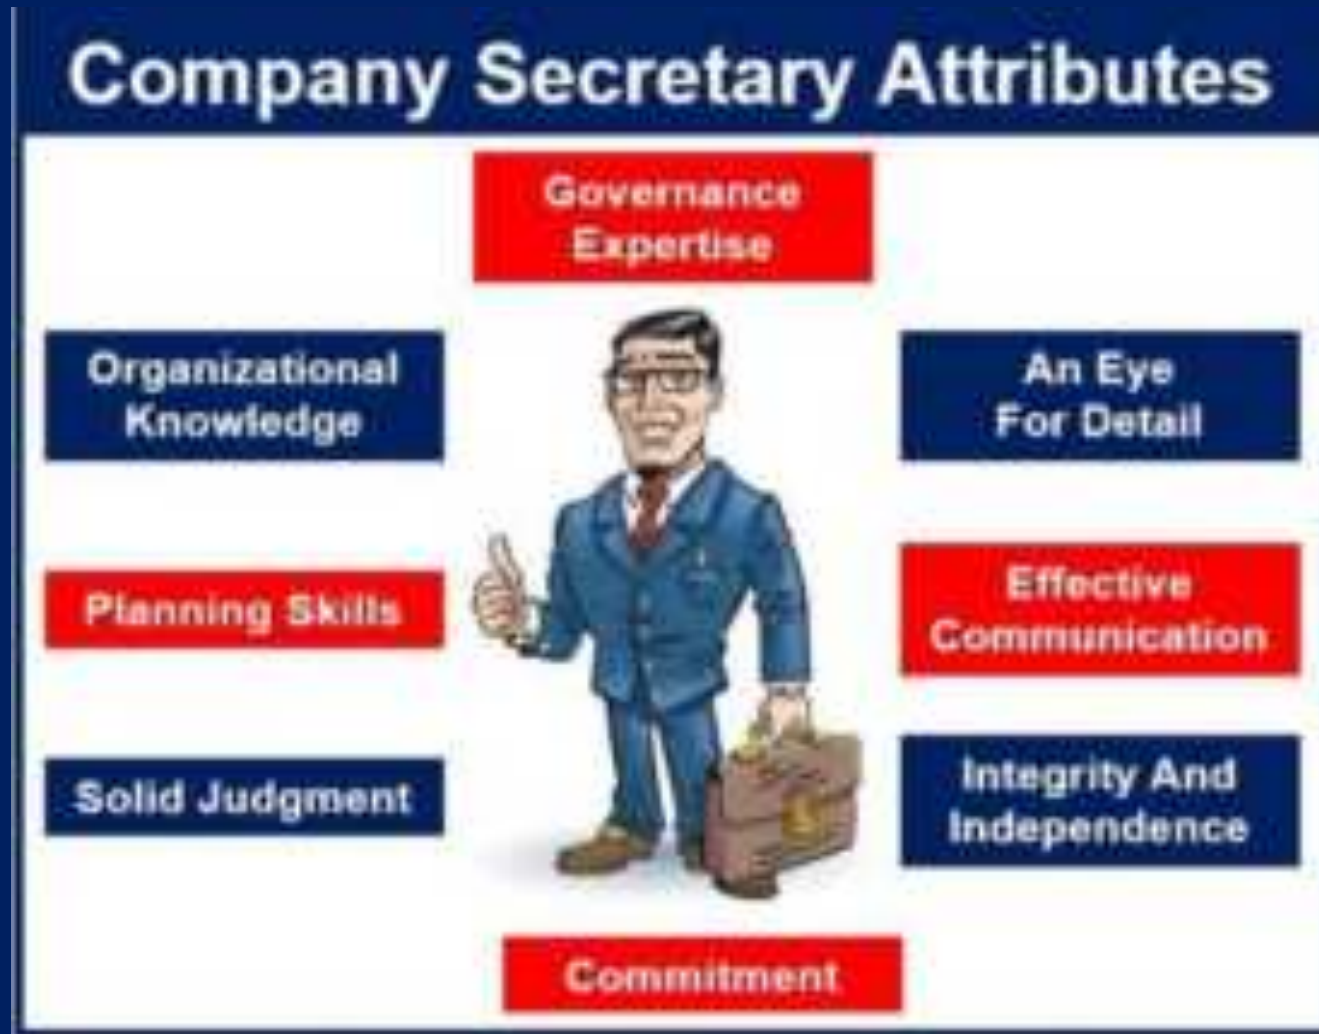 Company Secretary Attributes
Governance
Expertise
Organizational
Knowledge
An Eye
For Detail
Planning Skills
Effective
Communication
Solid Judgment
Integrity And
Independence
Commitment